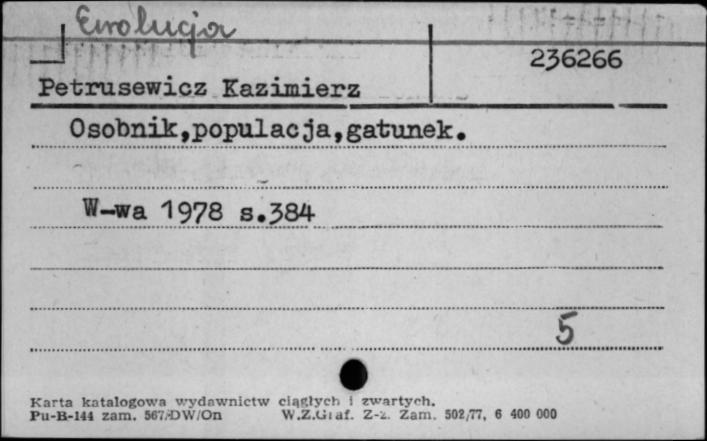 Ewolucja
236266
Petrusewicz Kazimierz
Osobnik,populacja,gatunek.
W-wa 1978 s.384
5
Karta katalogowa wydawnictw ciągłych i zwartych.
Pu-B-144 zam. 567/DW/On W.Z.Graf. Z-z. Zam. 502/77, 6 400 000